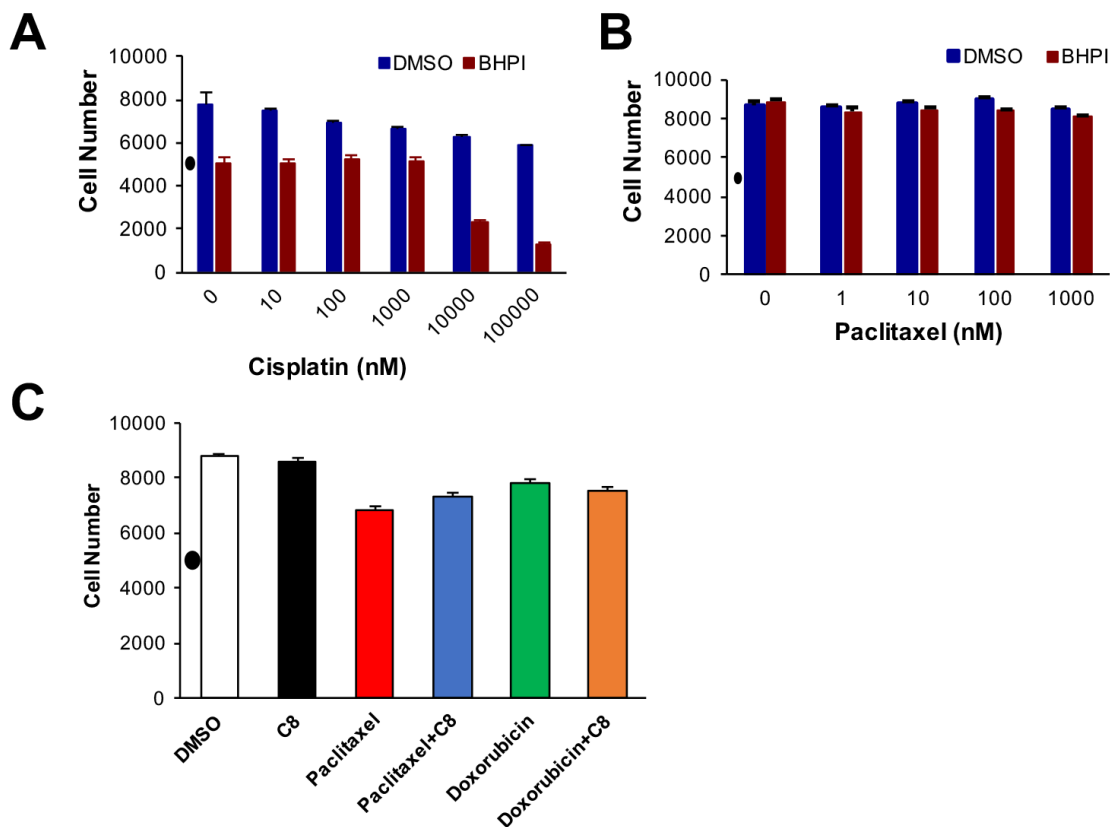 A
DMSO BHPI
Cell Number
10000
8000
6000
4000
2000
0
0 10 100 1000 10000 100000
Cisplatin (nM)
B
DMSO BHPI
Cell Number
10000
8000
6000
4000
2000
0
0 1 10 100 1000
Paclitaxel (nM)
C
Cell Number
10000
8000
6000
4000
2000
0
DMSO C8 Paclitaxel Paclitaxel+C8 Doxorubicin Doxorubicin+C8